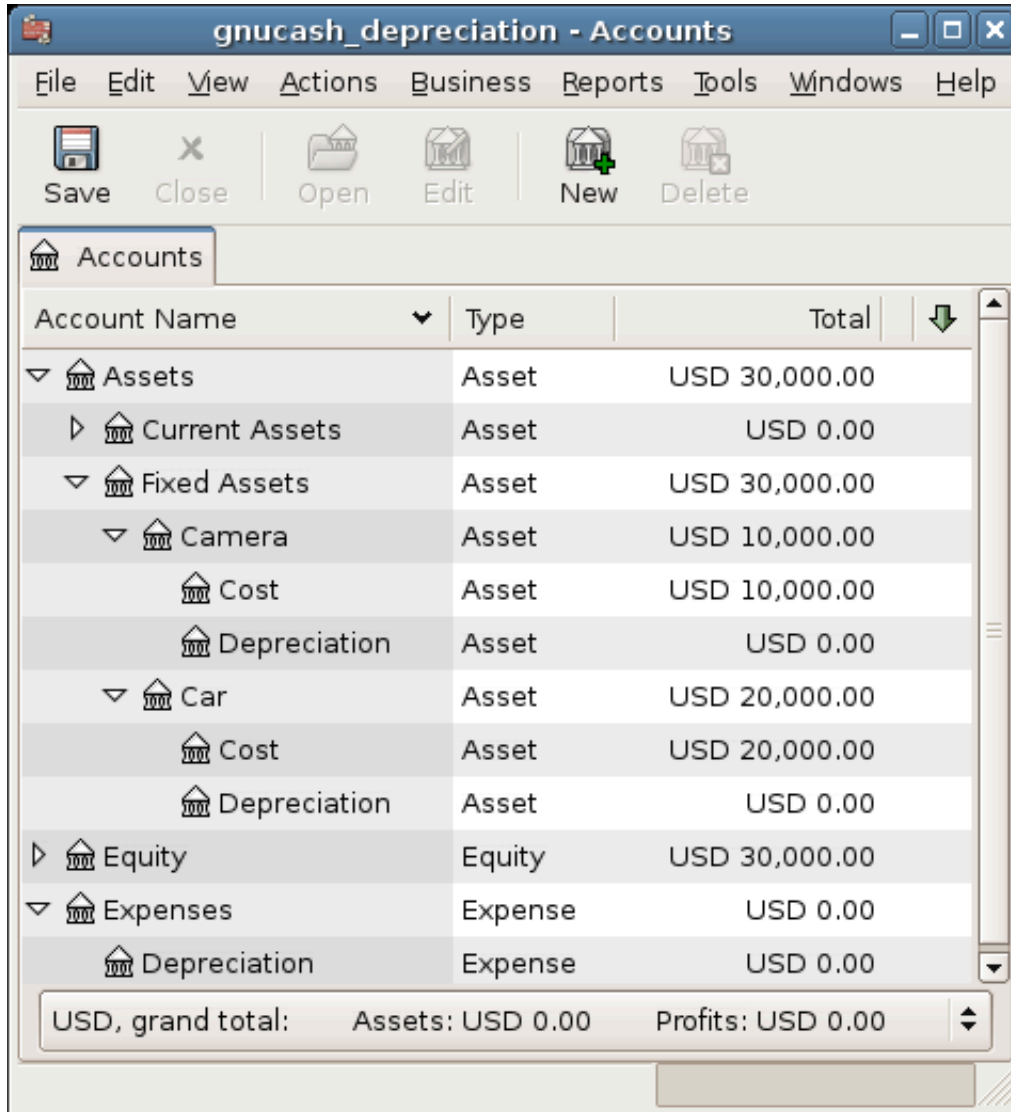 gnucash_depreciation - Accounts
File Edit View Actions Business Reports Tools Windows Help
Save Close Open Edit New Delete
Accounts
Account Name Type Total
Assets Asset USD 30,000.00
Current Assets Asset USD 0.00
Fixed Assets Asset USD 30,000.00
Camera Asset USD 10,000.00
Cost Asset USD 10,000.00
Depreciation Asset USD 0.00
Car Asset USD 20,000.00
Cost Asset USD 20,000.00
Depreciation Asset USD 0.00
Equity Equity USD 30,000.00
Expenses Expense USD 0.00
Depreciation Expense USD 0.00
USD, grand total: Assets: USD 0.00 Profits: USD 0.00